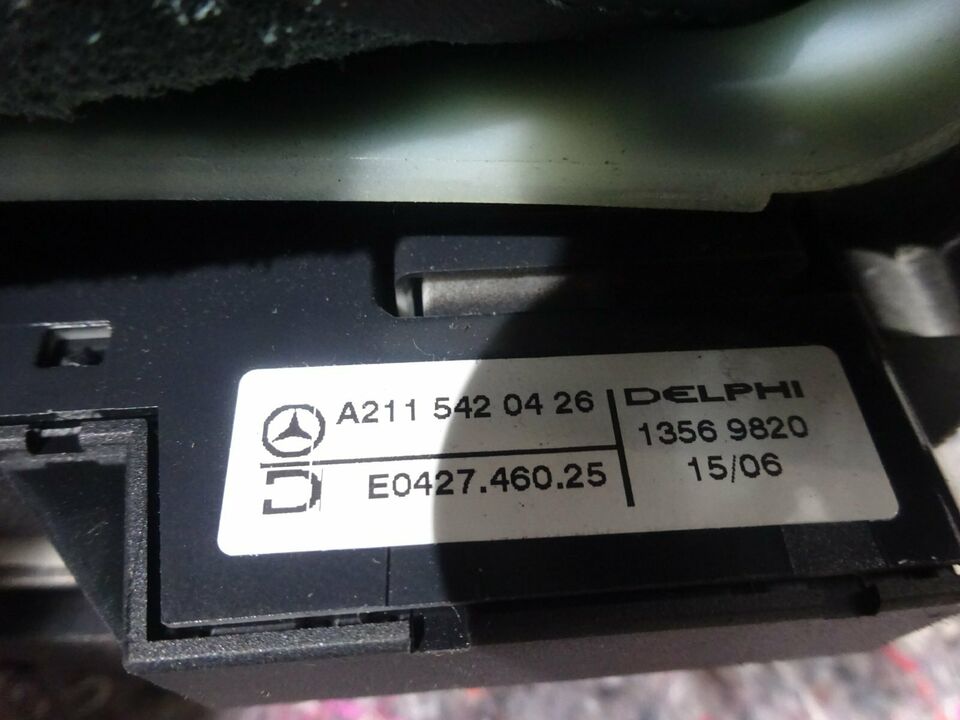 A211 542 04 26
E0427.460.25
DELPHI
1356 9820
15/06